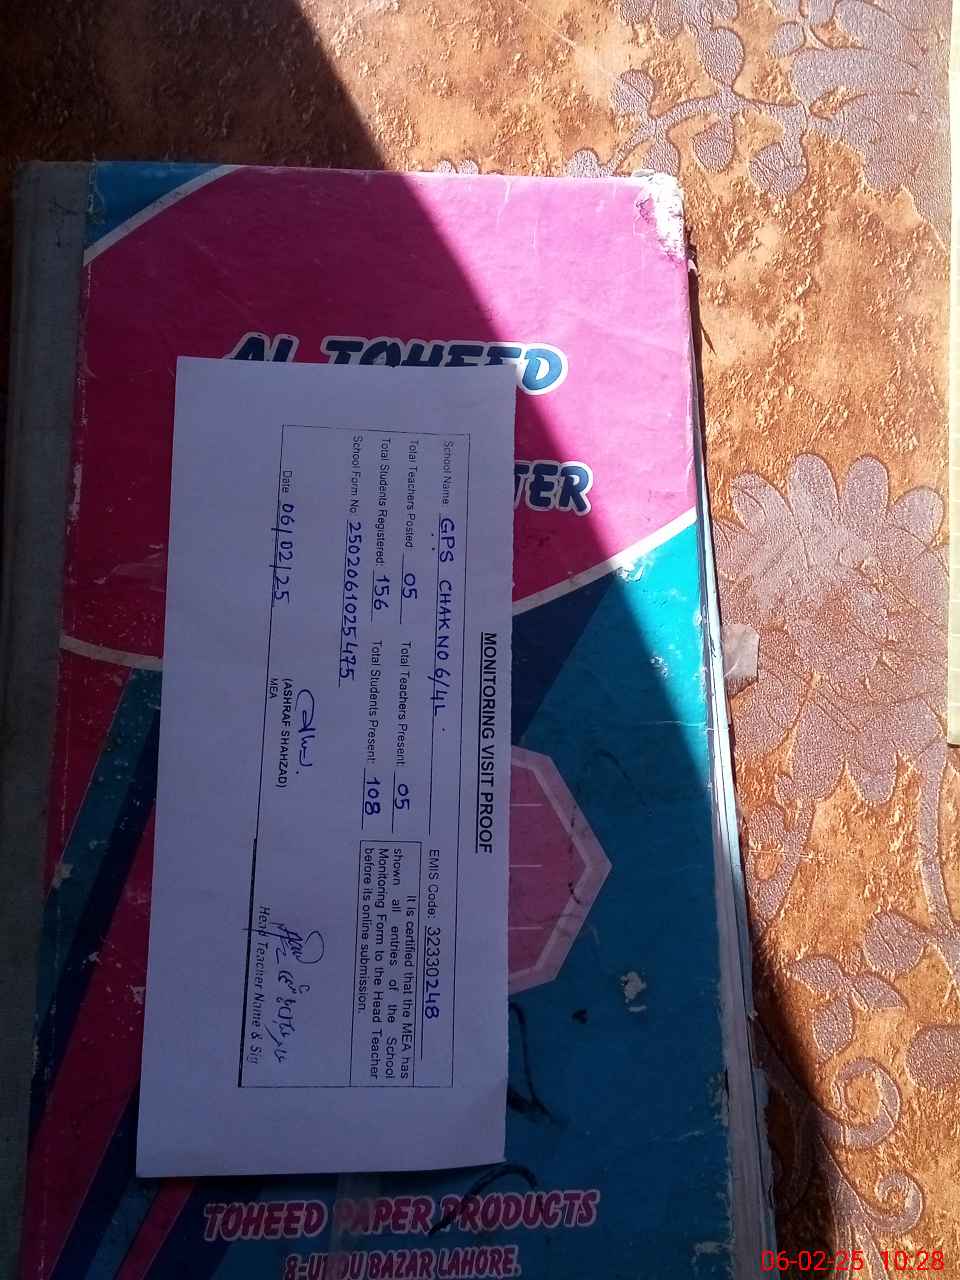 AL TOHEED
TER
MONITORING VISIT PROOF
School Name: GPS CHAK NO 6/4L. EMIS Code: 32330248
Total Teachers Posted: 05 Total Teachers Present: 05
Total Students Registered: 156 Total Students Present: 108
School Form No: 2502061025475
It is certified that the MEA has
shown all entries of the School
Monitoring Form to the Head Teacher
before its online submission.
Date 06/02/25
(ASHRAF SHAHZAD)
MEA
Head Teacher Name & Sig
TOHEED PAPER PRODUCTS
8-URDU BAZAR LAHORE.
06-02-25 10:28